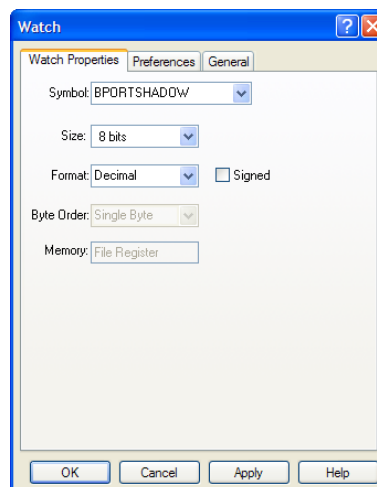 Watch
Watch Properties Preferences General
Symbol: BPORTSHADOW
Size: 8 bits
Format: Decimal Signed
Byte Order: Single Byte
Memory: File Register
OK Cancel Apply Help